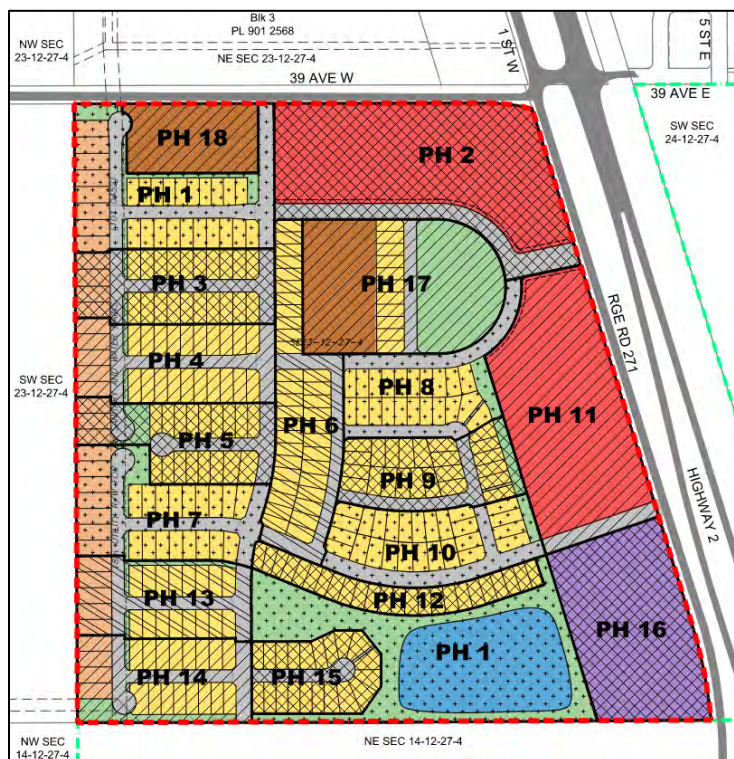 Blk 3
PL 901 2568
NW SEC
23-12-27-4
NE SEC 23-12-27-4
1 ST W
5 ST E
39 AVE W
39 AVE E
SW SEC
24-12-27-4
PH 18
PH 2
PH 1
PH 3
PH 17
RGE RD 271
PH 4
PH 8
SW SEC
23-12-27-4
PH 11
PH 6
PH 5
PH 9
HIGHWAY 2
PH 7
PH 10
PH 12
PH 13
PH 16
PH 1
PH 14
PH 15
NW SEC
14-12-27-4
NE SEC 14-12-27-4